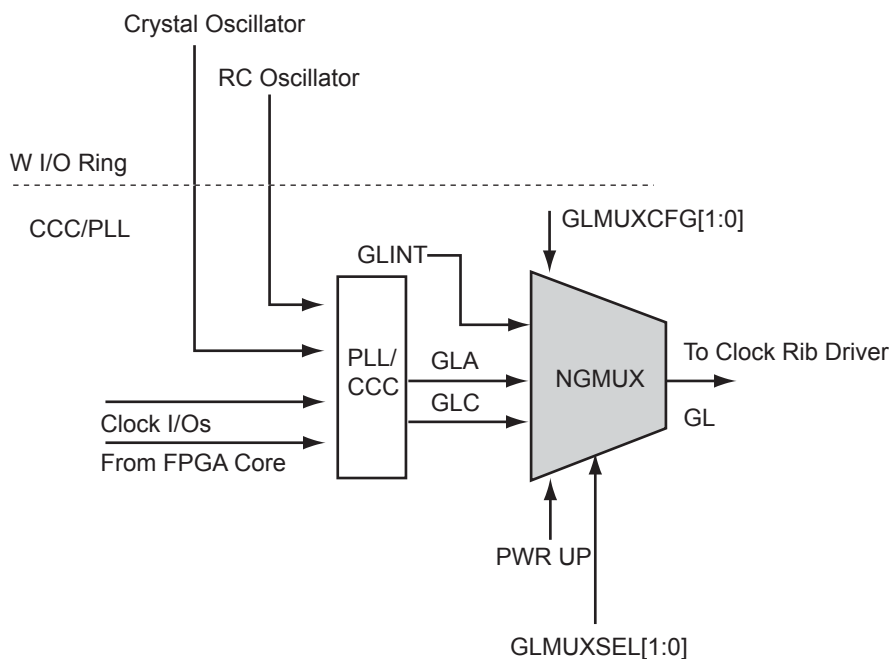 Crystal Oscillator
RC Oscillator
W I/O Ring
CCC/PLL
GLMUXCFG[1:0]
GLINT
PLL/
CCC
GLA
GLC
NGMUX
To Clock Rib Driver
GL
Clock I/Os
From FPGA Core
PWR UP
GLMUXSEL[1:0]